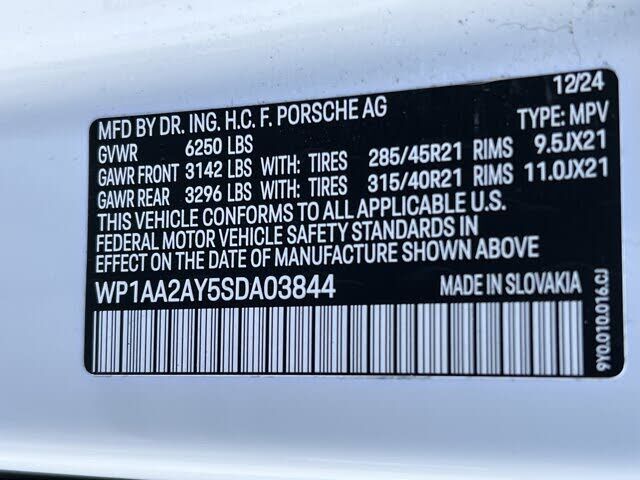 12/24
MFD BY DR. ING. H.C. F. PORSCHE AG TYPE: MPV
GVWR 6250 LBS
GAWR FRONT 3142 LBS WITH: TIRES 285/45R21 RIMS 9.5JX21
GAWR REAR 3296 LBS WITH: TIRES 315/40R21 RIMS 11.0JX21
THIS VEHICLE CONFORMS TO ALL APPLICABLE U.S.
FEDERAL MOTOR VEHICLE SAFETY STANDARDS IN
EFFECT ON THE DATE OF MANUFACTURE SHOWN ABOVE
WP1AA2AY5SDA03844 MADE IN SLOVAKIA
9Y0.010.016.CJ